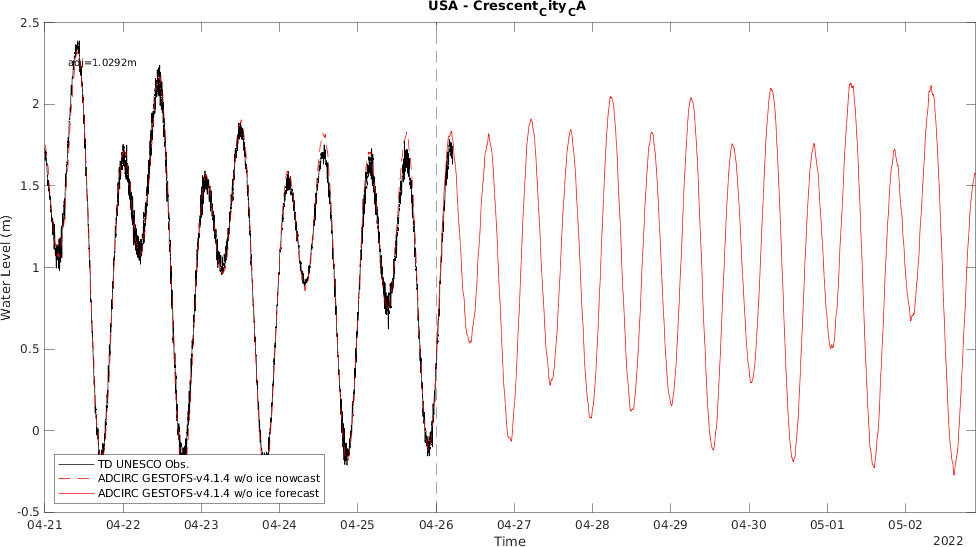 USA - CrescentCityCA
2.5
adj=1.0292m
2
1.5
1
0.5
0
-0.5
Water Level (m)
TD UNESCO Obs.
ADCIRC GESTOFS-v4.1.4 w/o ice nowcast
ADCIRC GESTOFS-v4.1.4 w/o ice forecast
04-21 04-22 04-23 04-24 04-25 04-26 04-27 04-28 04-29 04-30 05-01 05-02
Time
2022